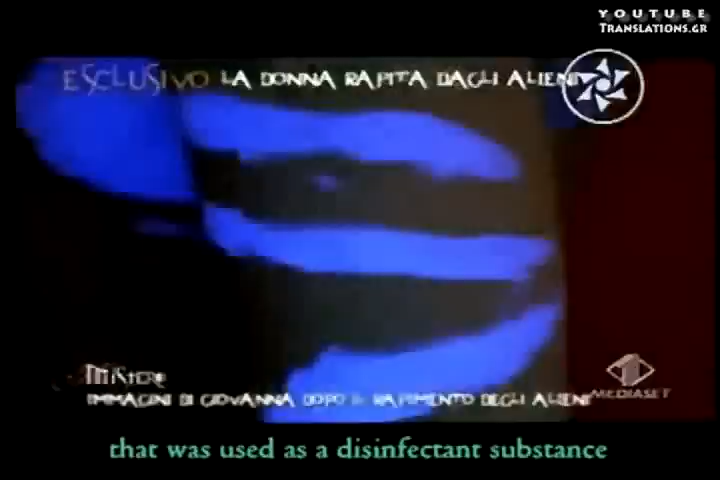 YOUTUBE
TRANSLATIONS.GR
ESCLUSIVO LA DONNA RAPITA DAGLI ALIENI
MISTERO
IMMAGINI DI GIOVANNA DOPO IL RAPIMENTO DEGLI ALIENI
MEDIASET
that was used as a disinfectant substance